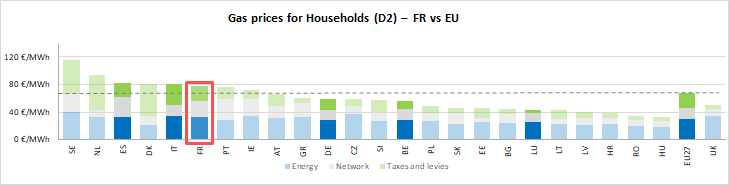 Gas prices for Households (D2) – FR vs EU
120 €/MWh
80 €/MWh
40 €/MWh
0 €/MWh
SE NL ES DK IT FR PT IE AT GR DE CZ SI BE PL SK EE BG LU LT LV HR RO HU EU27 UK
Energy Network Taxes and levies